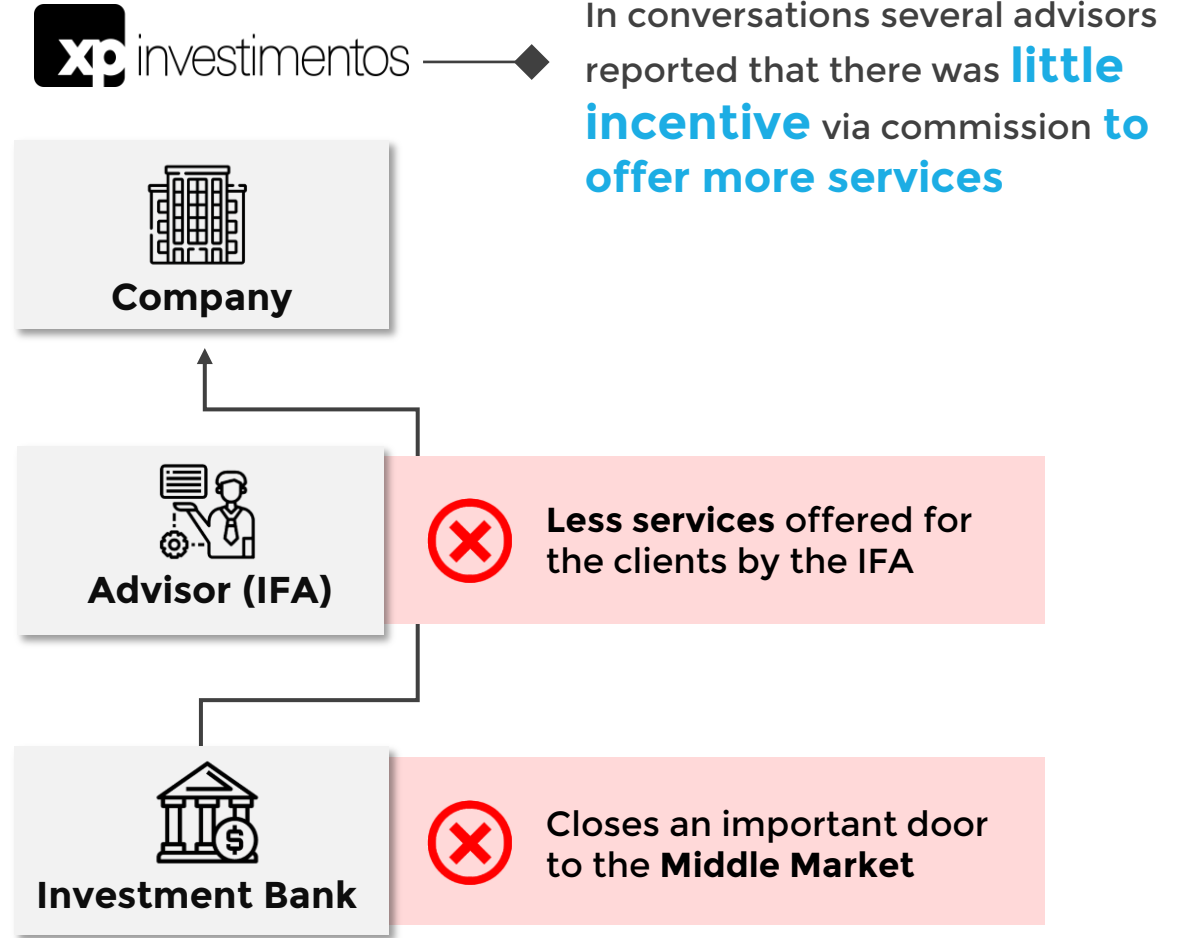 xp investimentos
In conversations several advisors
reported that there was little
incentive via commission to
offer more services
Company
Advisor (IFA)
Less services offered for
the clients by the IFA
Investment Bank
$
Closes an important door
to the Middle Market